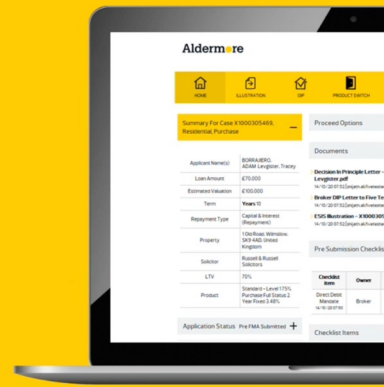 Aldermore
HOME
ILLUSTRATION
DIP
PRODUCT SWITCH
Summary For Case X1000305469,
Residential, Purchase
Proceed Options
Documents
Applicant Name(s)
BORRAJERO,
ADAM Levgister, Tracey
Decision In Principle Letter -
Levgister.pdf
Loan Amount
£70,000
Broker DIP Letter to Five Te
Estimated Valuation
£100,000
Term
Years 10
ESIS Illustration - X1000305
Repayment Type
Capital & Interest
(Repayment)
Property
1 Old Road, Wilmslow,
SK9 4AD, United
Kingdom
Pre Submission Checklis
Solicitor
Russell & Russell
Solicitors
LTV
70%
Checklist
Item
Owner
Product
Standard - Level 1 75%
Purchase Full Status 2
Year Fixed 3.48%
Direct Debit
Mandate
Broker
Application Status Pre FMA Submitted
Checklist Items